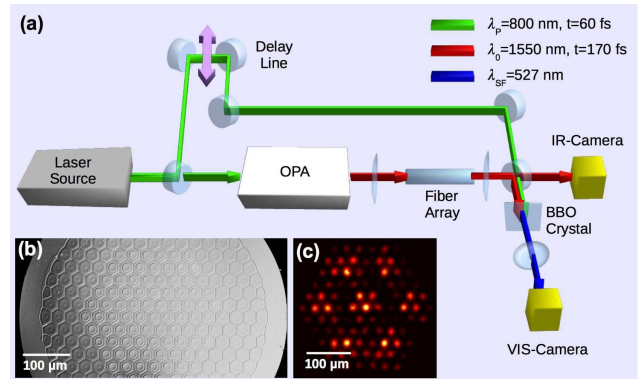 (a)
Delay
Line
λP=800 nm, t=60 fs
λ0=1550 nm, t=170 fs
λSF=527 nm
Laser
Source
OPA
Fiber
Array
IR-Camera
BBO
Crystal
VIS-Camera
(b)
100 μm
(c)
100 μm